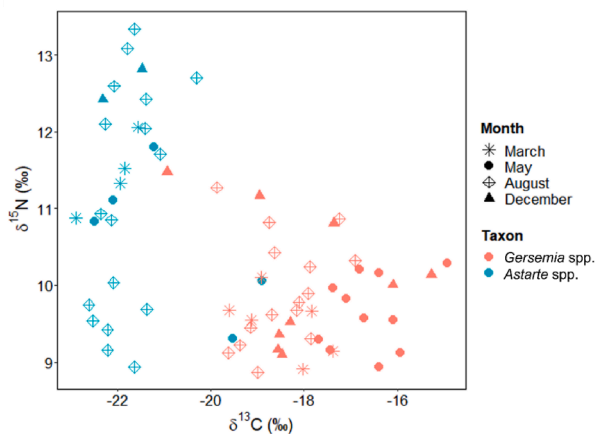 13
12
11
10
9
δ15N (‰)
-22
-20
-18
-16
δ13C (‰)
Month
March
May
August
December
Taxon
Gersemia spp.
Astarte spp.